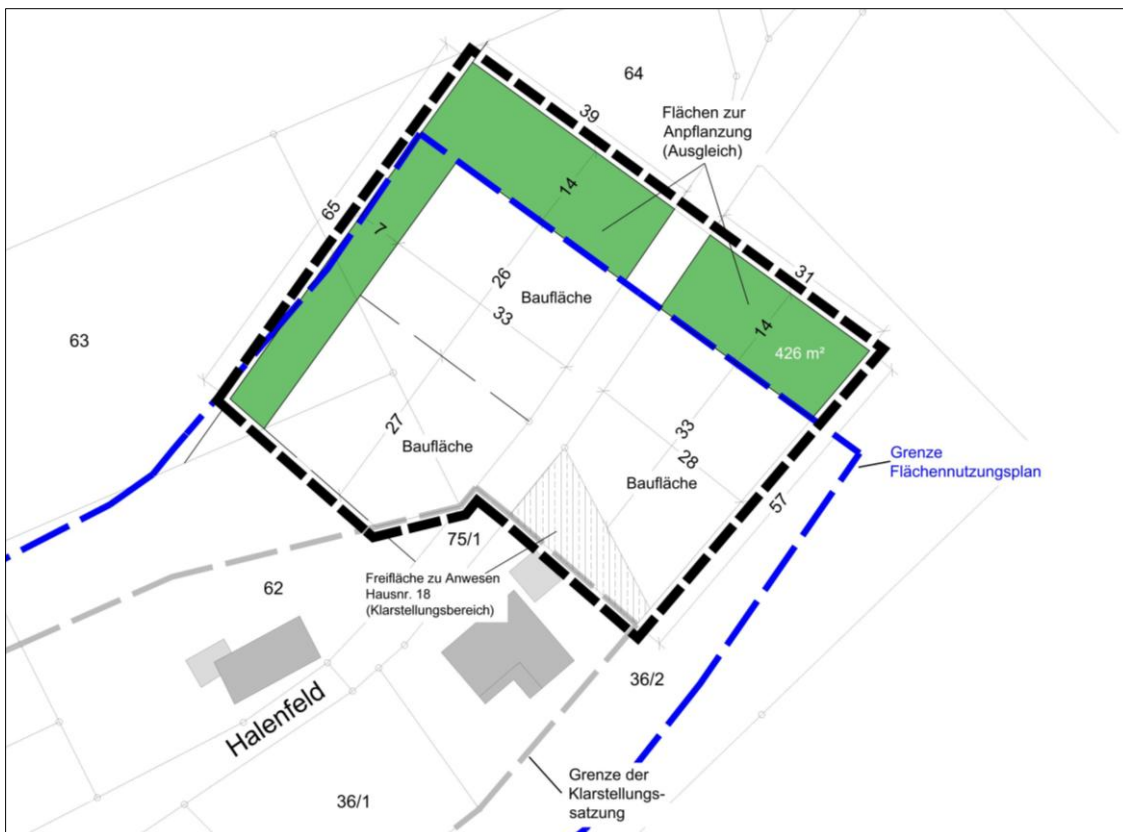 64
39
Flächen zur
Anpflanzung
(Ausgleich)
14
65
7
31
26
Baufläche
33
14
63
426 m²
27
Baufläche
33
28
Baufläche
Grenze
Flächennutzungsplan
57
75/1
Freifläche zu Anwesen
Hausnr. 18
(Klarstellungsbereich)
62
36/2
Halenfeld
Grenze der
Klarstellungs-
satzung
36/1